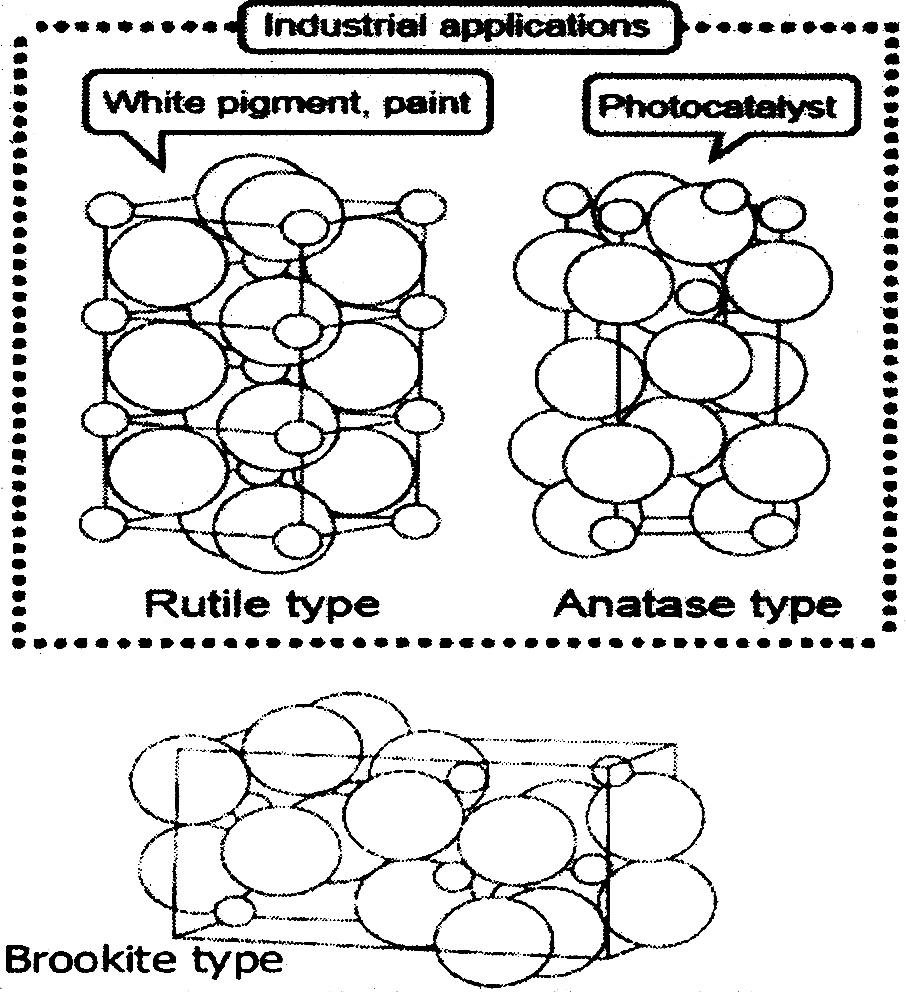 Industrial applications
White pigment, paint
Photocatalyst
Rutile type
Anatase type
Brookite type